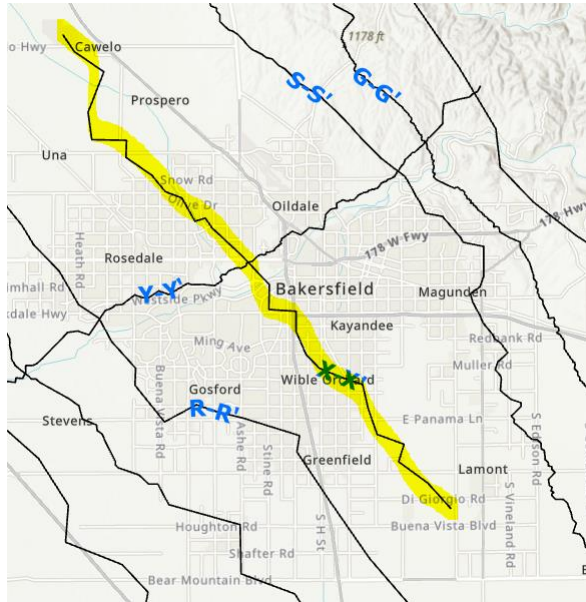 1178 ft
o Hwy
Cawelo
S-S'
G-G'
Prospero
Una
Snow Rd
Olive Dr
Oildale
178 Hwy
178 W Fwy
Heath Rd
Rosedale
Y-Y'
Westside Pkwy
imhall Rd
kdale Hwy
Bakersfield
Magunden
Kayandee
Redbank Rd
Ming Ave
Muller Rd
X-X'
Wible Orchard
Gosford
Buena Vista Rd
R-R'
Stevens
Ashe Rd
Stine Rd
E Panama Ln
S Edison Rd
Greenfield
Lamont
Di Giorgio Rd
S Vineland Rd
Houghton Rd
S H St
Buena Vista Blvd
Shafter Rd
Bear Mountain Blvd